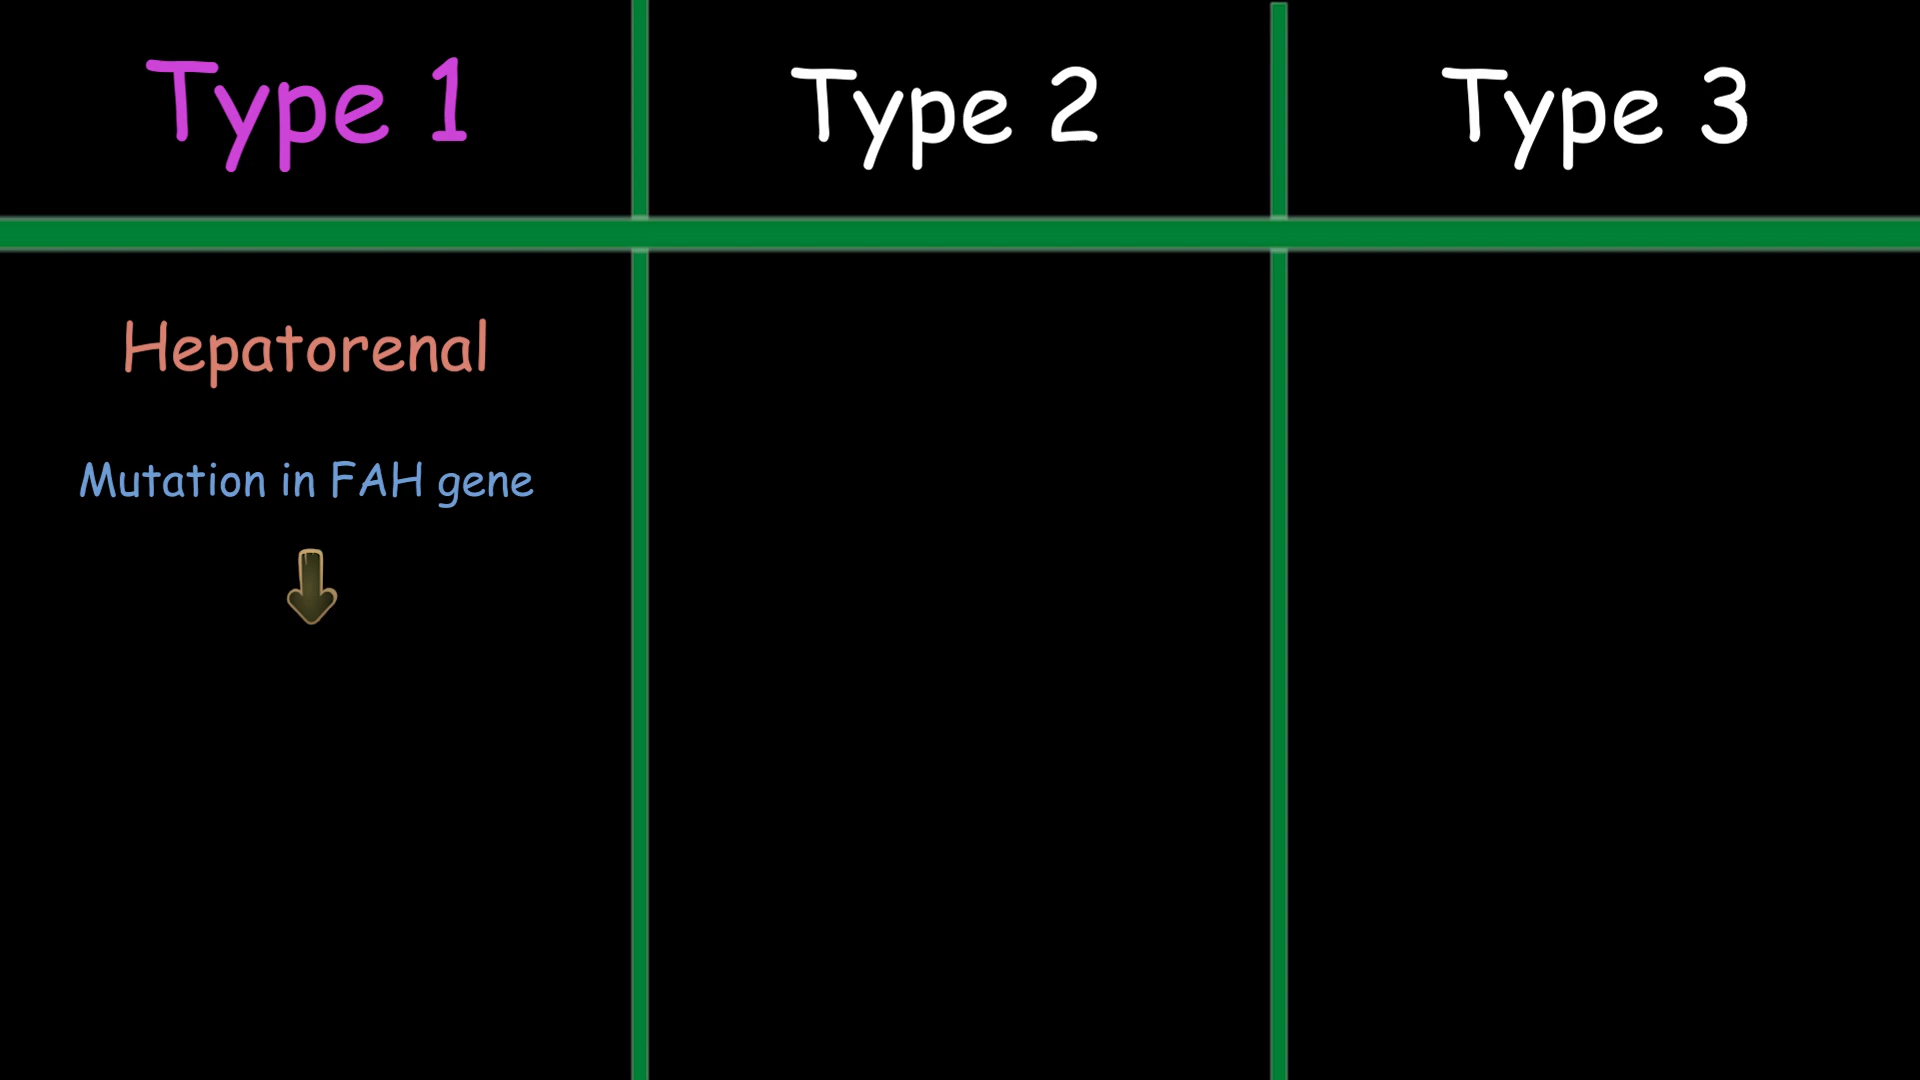 Type 1
Type 2
Type 3
Hepatorenal
Mutation in FAH gene